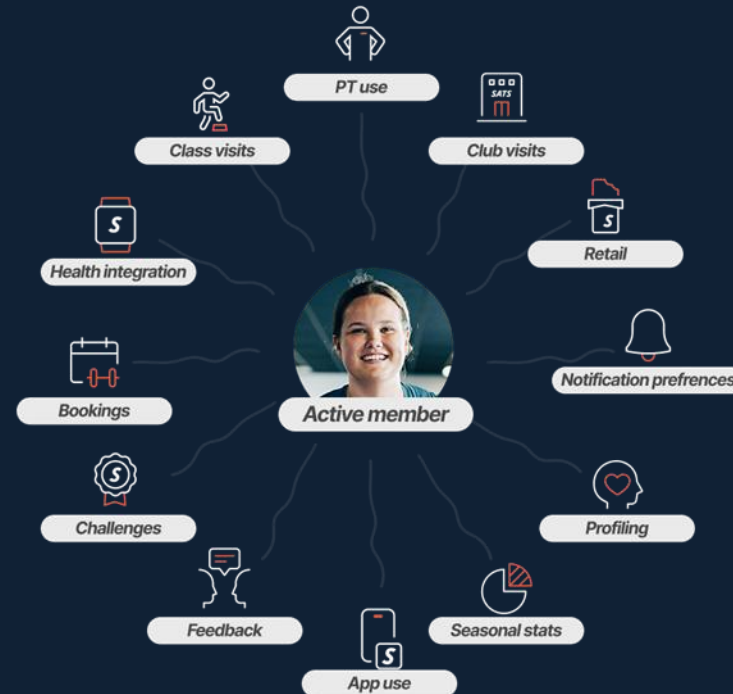 PT use
Class visits
SATS
Club visits
S
Health integration
S
Retail
Bookings
Notification prefrences
Active member
S
Challenges
Profiling
Feedback
Seasonal stats
S
App use